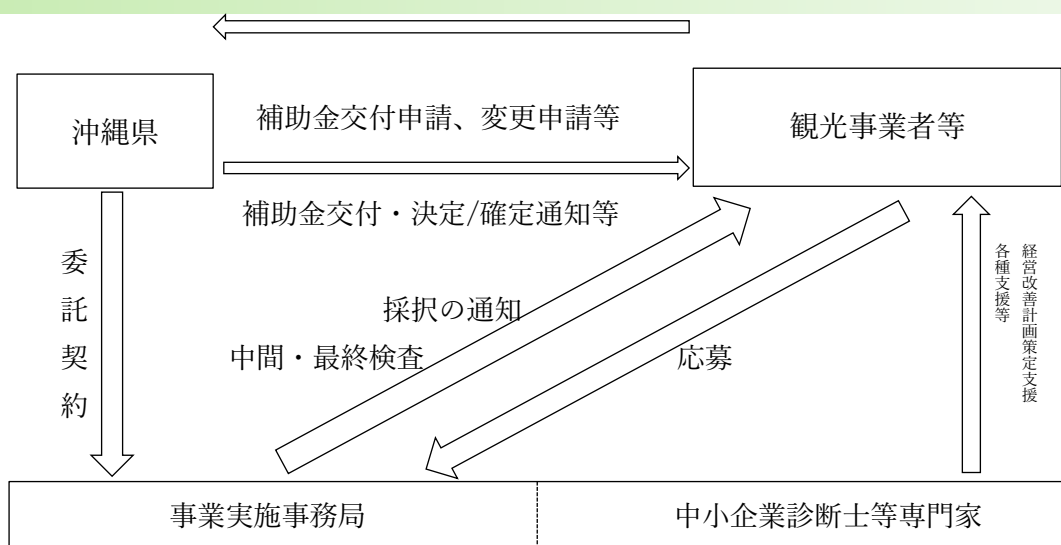 沖縄県
補助金交付申請、変更申請等
観光事業者等
補助金交付・決定/確定通知等
委託契約
採択の通知
中間・最終検査
応募
経営改善計画策定支援
各種支援等
事業実施事務局
中小企業診断士等専門家